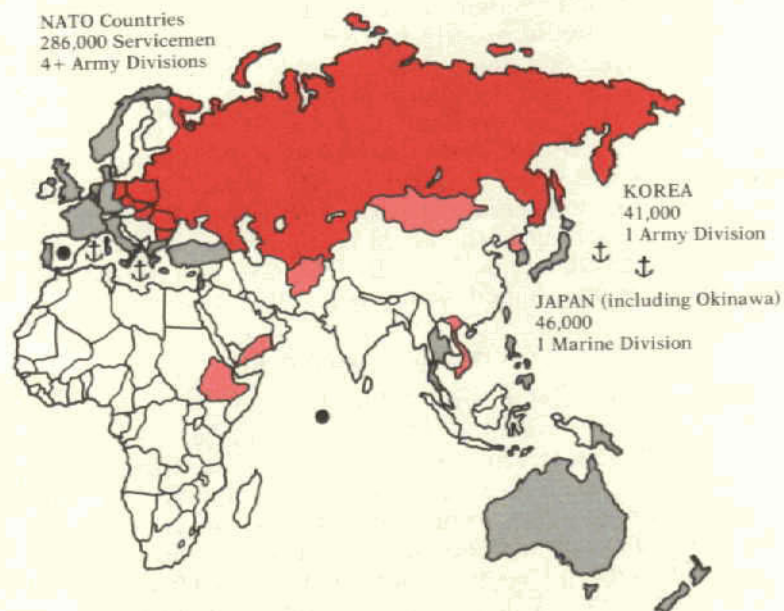 NATO Countries
286,000 Servicemen
4+ Army Divisions
KOREA
41,000
1 Army Division
JAPAN (including Okinawa)
46,000
1 Marine Division